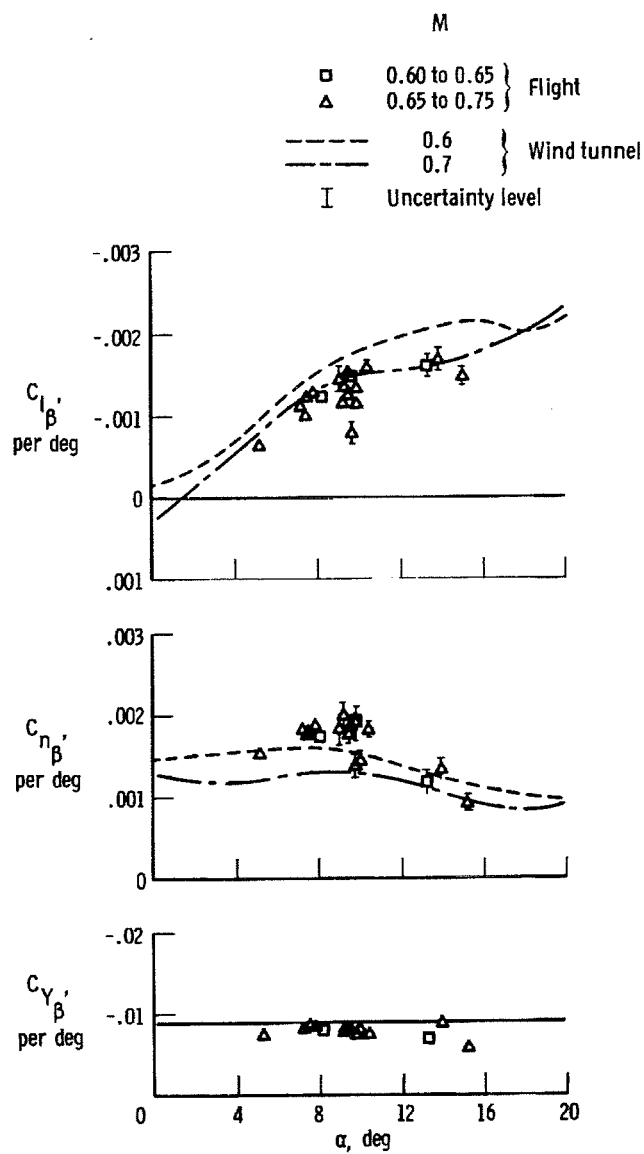 M
0.60 to 0.65
0.65 to 0.75
Flight
0.6
0.7
Wind tunnel
Uncertainty level
-.003
-.002
-.001
0
.001
C_lβ'
per deg
.003
.002
.001
0
C_nβ'
per deg
-.02
-.01
C_Yβ'
per deg
0 4 8 12 16 20
α, deg